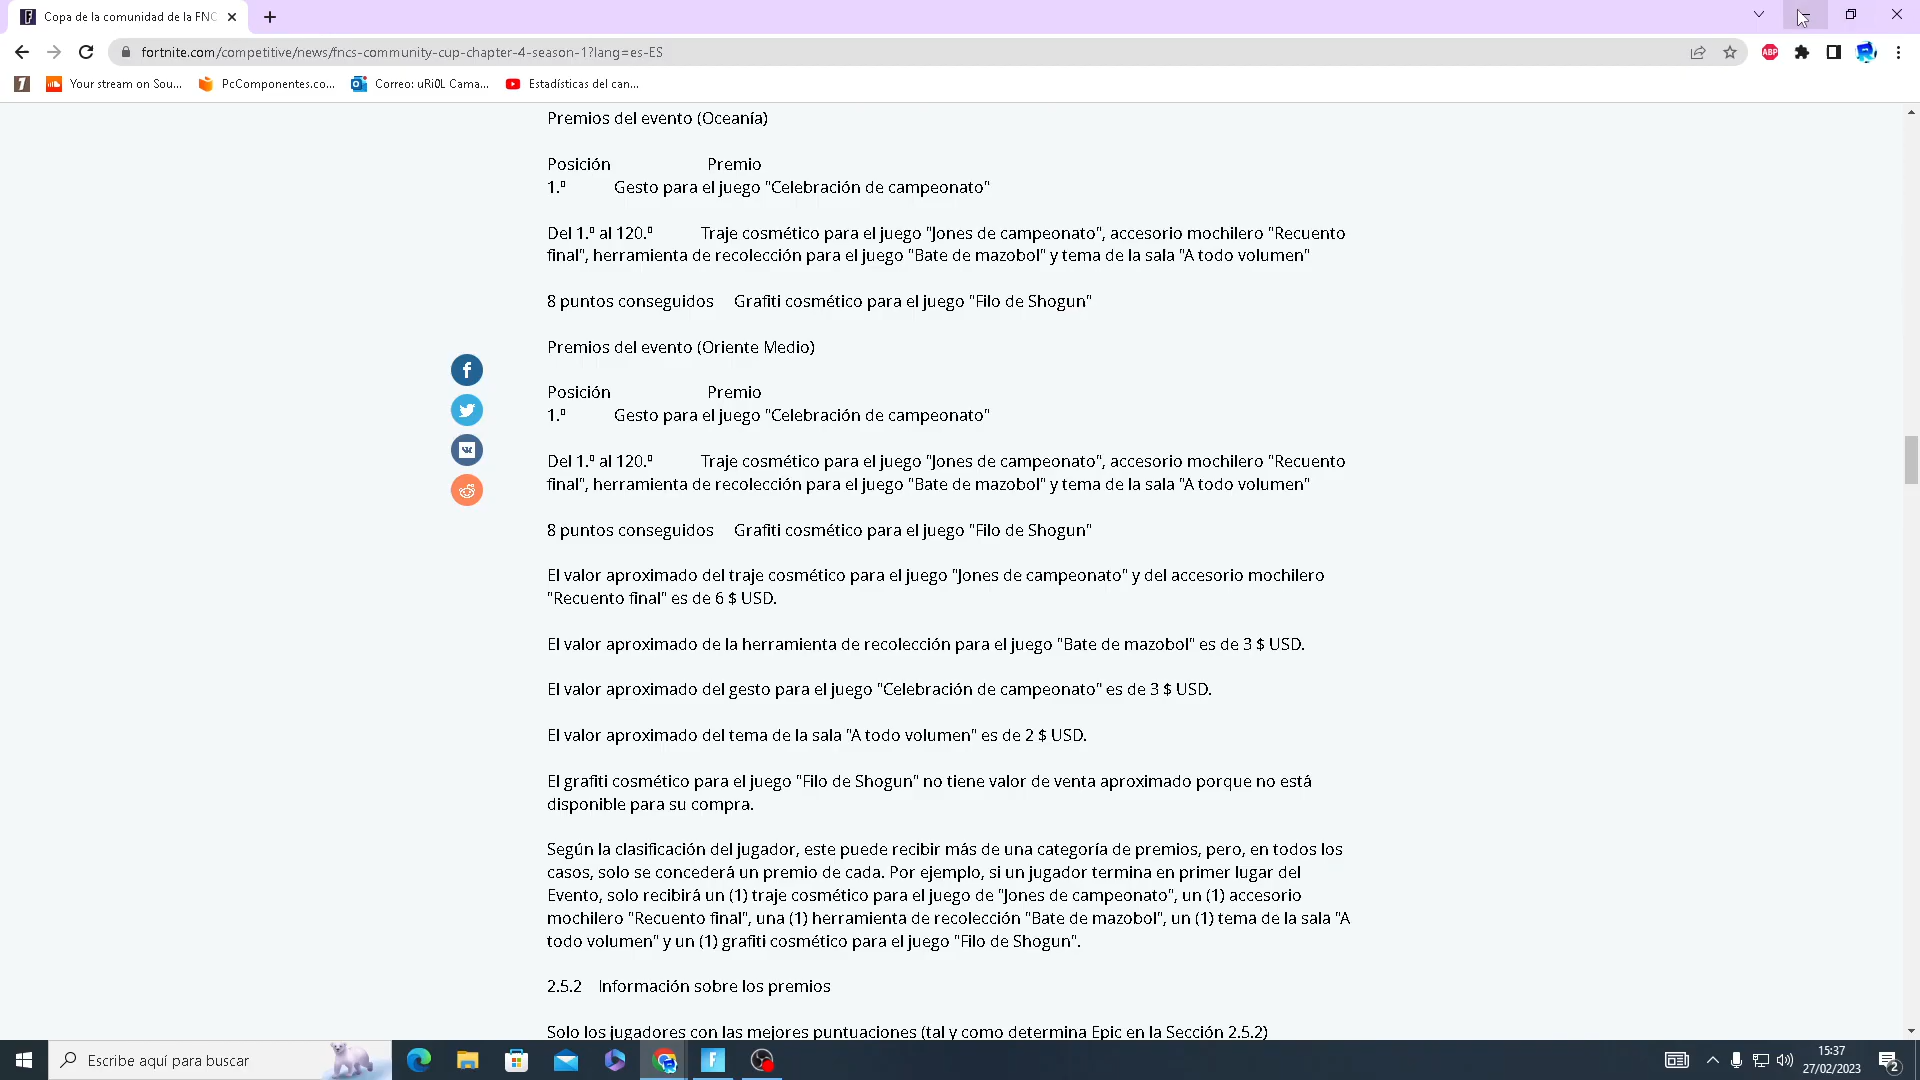 Copa de la comunidad de la FNC
fortnite.com/competitive/news/fncs-community-cup-chapter-4-season-1?lang=es-ES
ABP
Your stream on Sou...
PcComponentes.co...
Correo: uRi0L Cama...
Estadísticas del can...
Premios del evento (Oceanía)
Posición Premio
1.º Gesto para el juego "Celebración de campeonato"
Del 1.º al 120.º Traje cosmético para el juego "Jones de campeonato", accesorio mochilero "Recuento
final", herramienta de recolección para el juego "Bate de mazobol" y tema de la sala "A todo volumen"
8 puntos conseguidos Grafiti cosmético para el juego "Filo de Shogun"
Premios del evento (Oriente Medio)
Posición Premio
1.º Gesto para el juego "Celebración de campeonato"
Del 1.º al 120.º Traje cosmético para el juego "Jones de campeonato", accesorio mochilero "Recuento
final", herramienta de recolección para el juego "Bate de mazobol" y tema de la sala "A todo volumen"
8 puntos conseguidos Grafiti cosmético para el juego "Filo de Shogun"
El valor aproximado del traje cosmético para el juego "Jones de campeonato" y del accesorio mochilero
"Recuento final" es de 6 $ USD.
El valor aproximado de la herramienta de recolección para el juego "Bate de mazobol" es de 3 $ USD.
El valor aproximado del gesto para el juego "Celebración de campeonato" es de 3 $ USD.
El valor aproximado del tema de la sala "A todo volumen" es de 2 $ USD.
El grafiti cosmético para el juego "Filo de Shogun" no tiene valor de venta aproximado porque no está
disponible para su compra.
Según la clasificación del jugador, este puede recibir más de una categoría de premios, pero, en todos los
casos, solo se concederá un premio de cada. Por ejemplo, si un jugador termina en primer lugar del
Evento, solo recibirá un (1) traje cosmético para el juego de "Jones de campeonato", un (1) accesorio
mochilero "Recuento final", una (1) herramienta de recolección "Bate de mazobol", un (1) tema de la sala "A
todo volumen" y un (1) grafiti cosmético para el juego "Filo de Shogun".
2.5.2 Información sobre los premios
Solo los jugadores con las mejores puntuaciones (tal y como determina Epic en la Sección 2.5.2)
Escribe aquí para buscar
15:37
27/02/2023
2